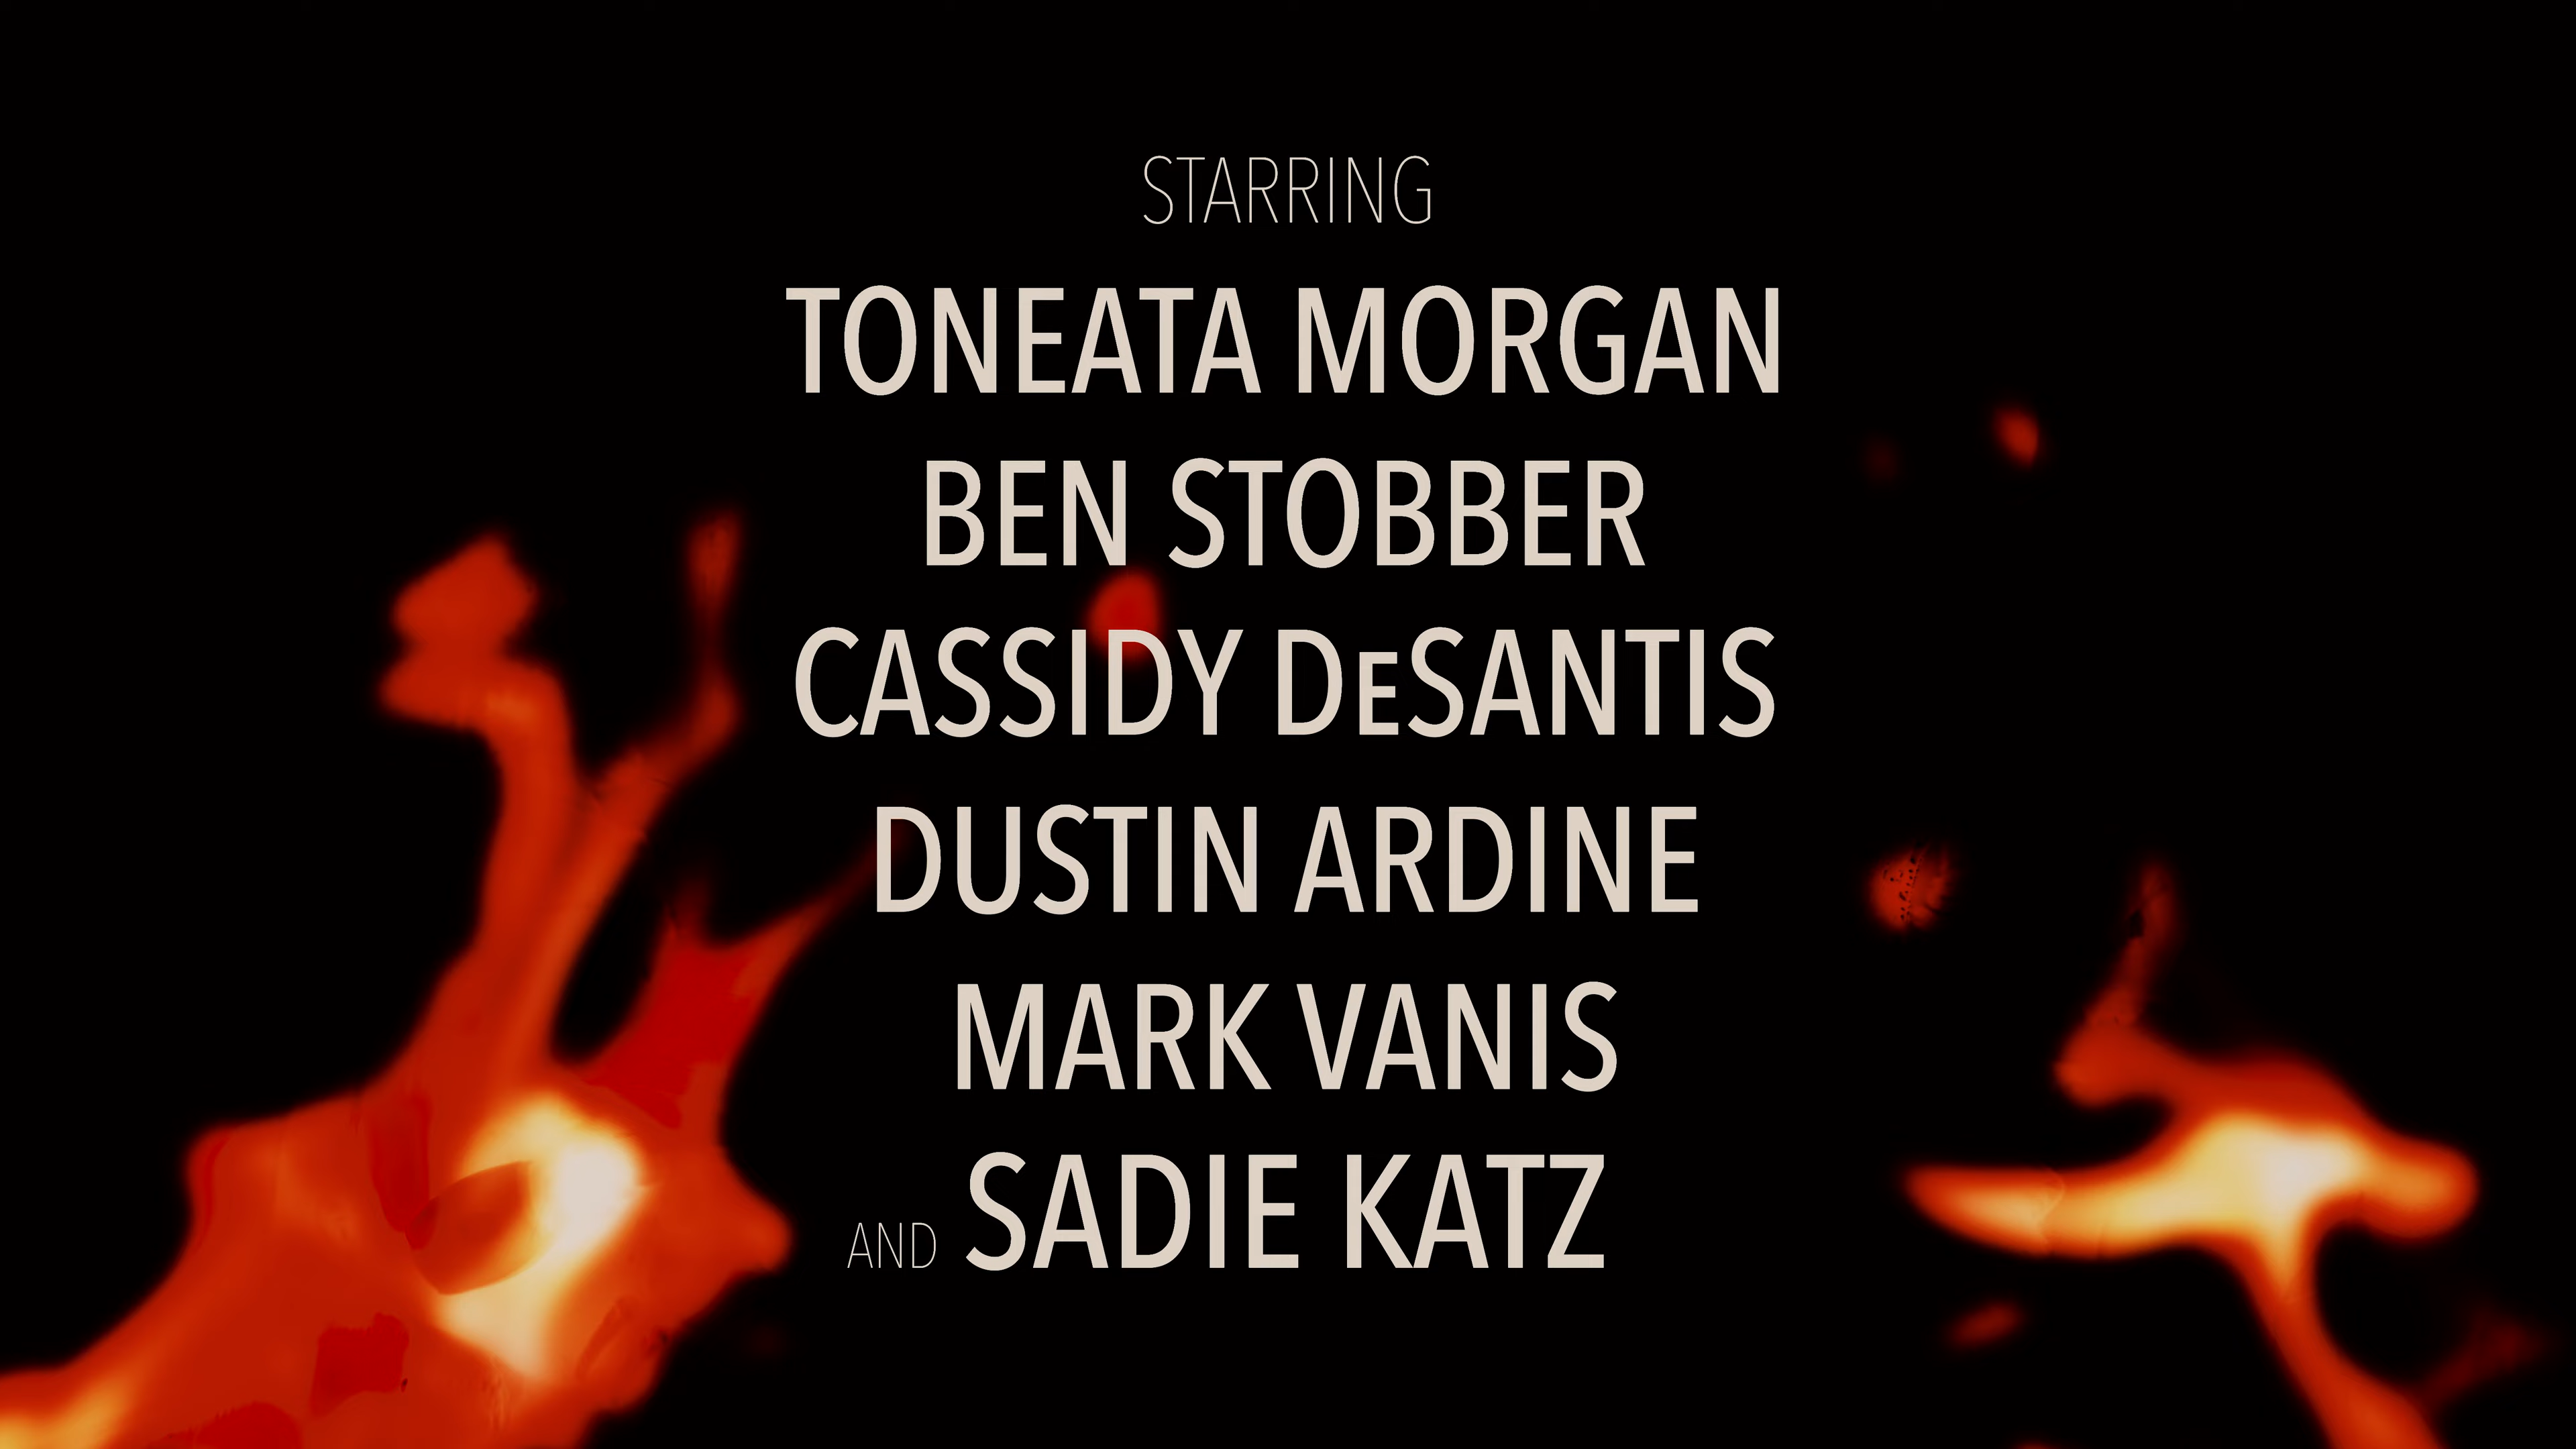 STARRING
TONEATA MORGAN
BEN STOBBER
CASSIDY DeSANTIS
DUSTIN ARDINE
MARK VANIS
AND SADIE KATZ